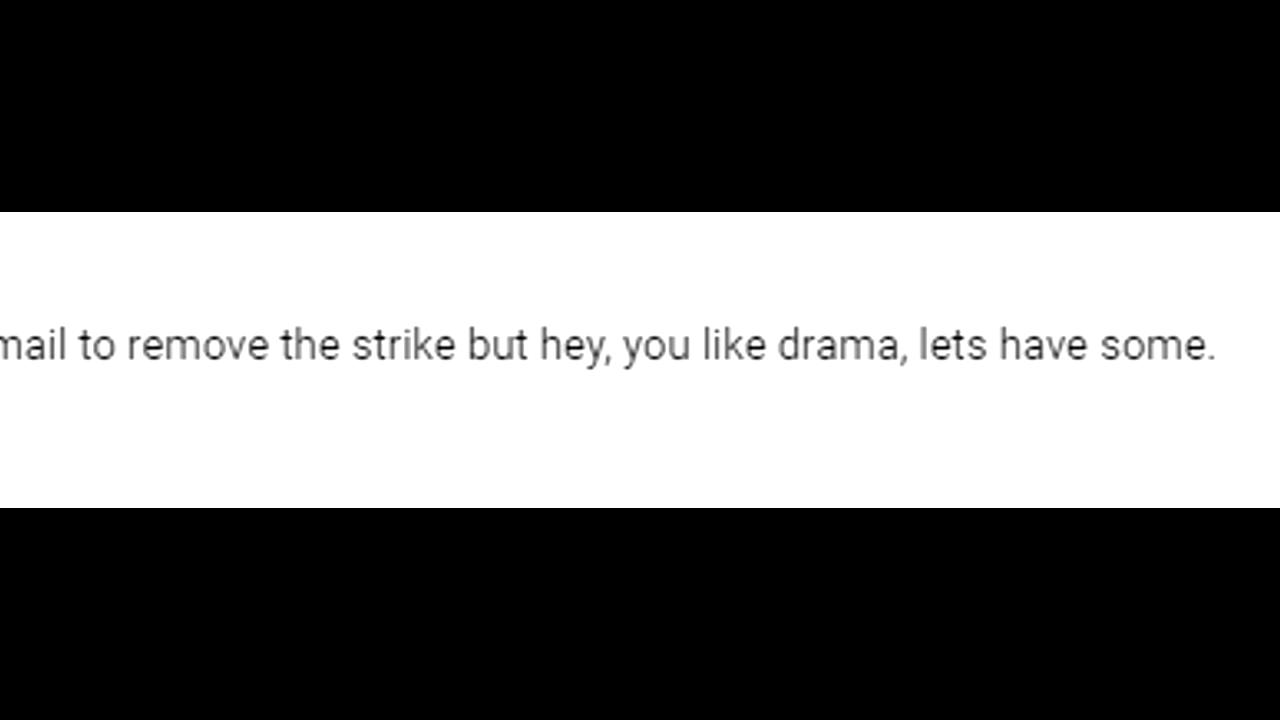 mail to remove the strike but hey, you like drama, lets have some.